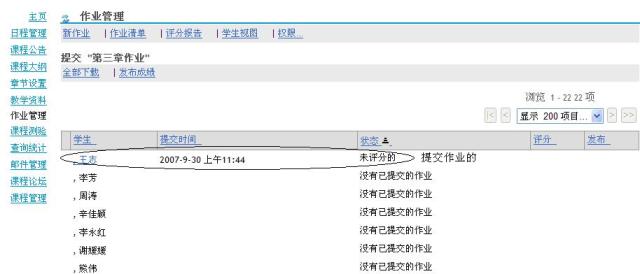 主页
日程管理
课程公告
课程大纲
章节设置
教学资料
作业管理
课程测验
查询统计
邮件管理
课程论坛
课程管理
作业管理
新作业 | 作业清单 | 评分报告 | 学生视图 | 权限...
提交 "第三章作业"
全部下载 | 发布成绩
浏览 1 - 22 22 项
|< < 显示 200 项目... > >>
学生 提交时间 状态 评分 发布
, 王志 2007-9-30 上午11:44 未评分的 提交作业的
, 李芳 没有已提交的作业
, 周涛 没有已提交的作业
, 辛佳颖 没有已提交的作业
, 李永红 没有已提交的作业
, 谢媛媛 没有已提交的作业
, 熊伟 没有已提交的作业